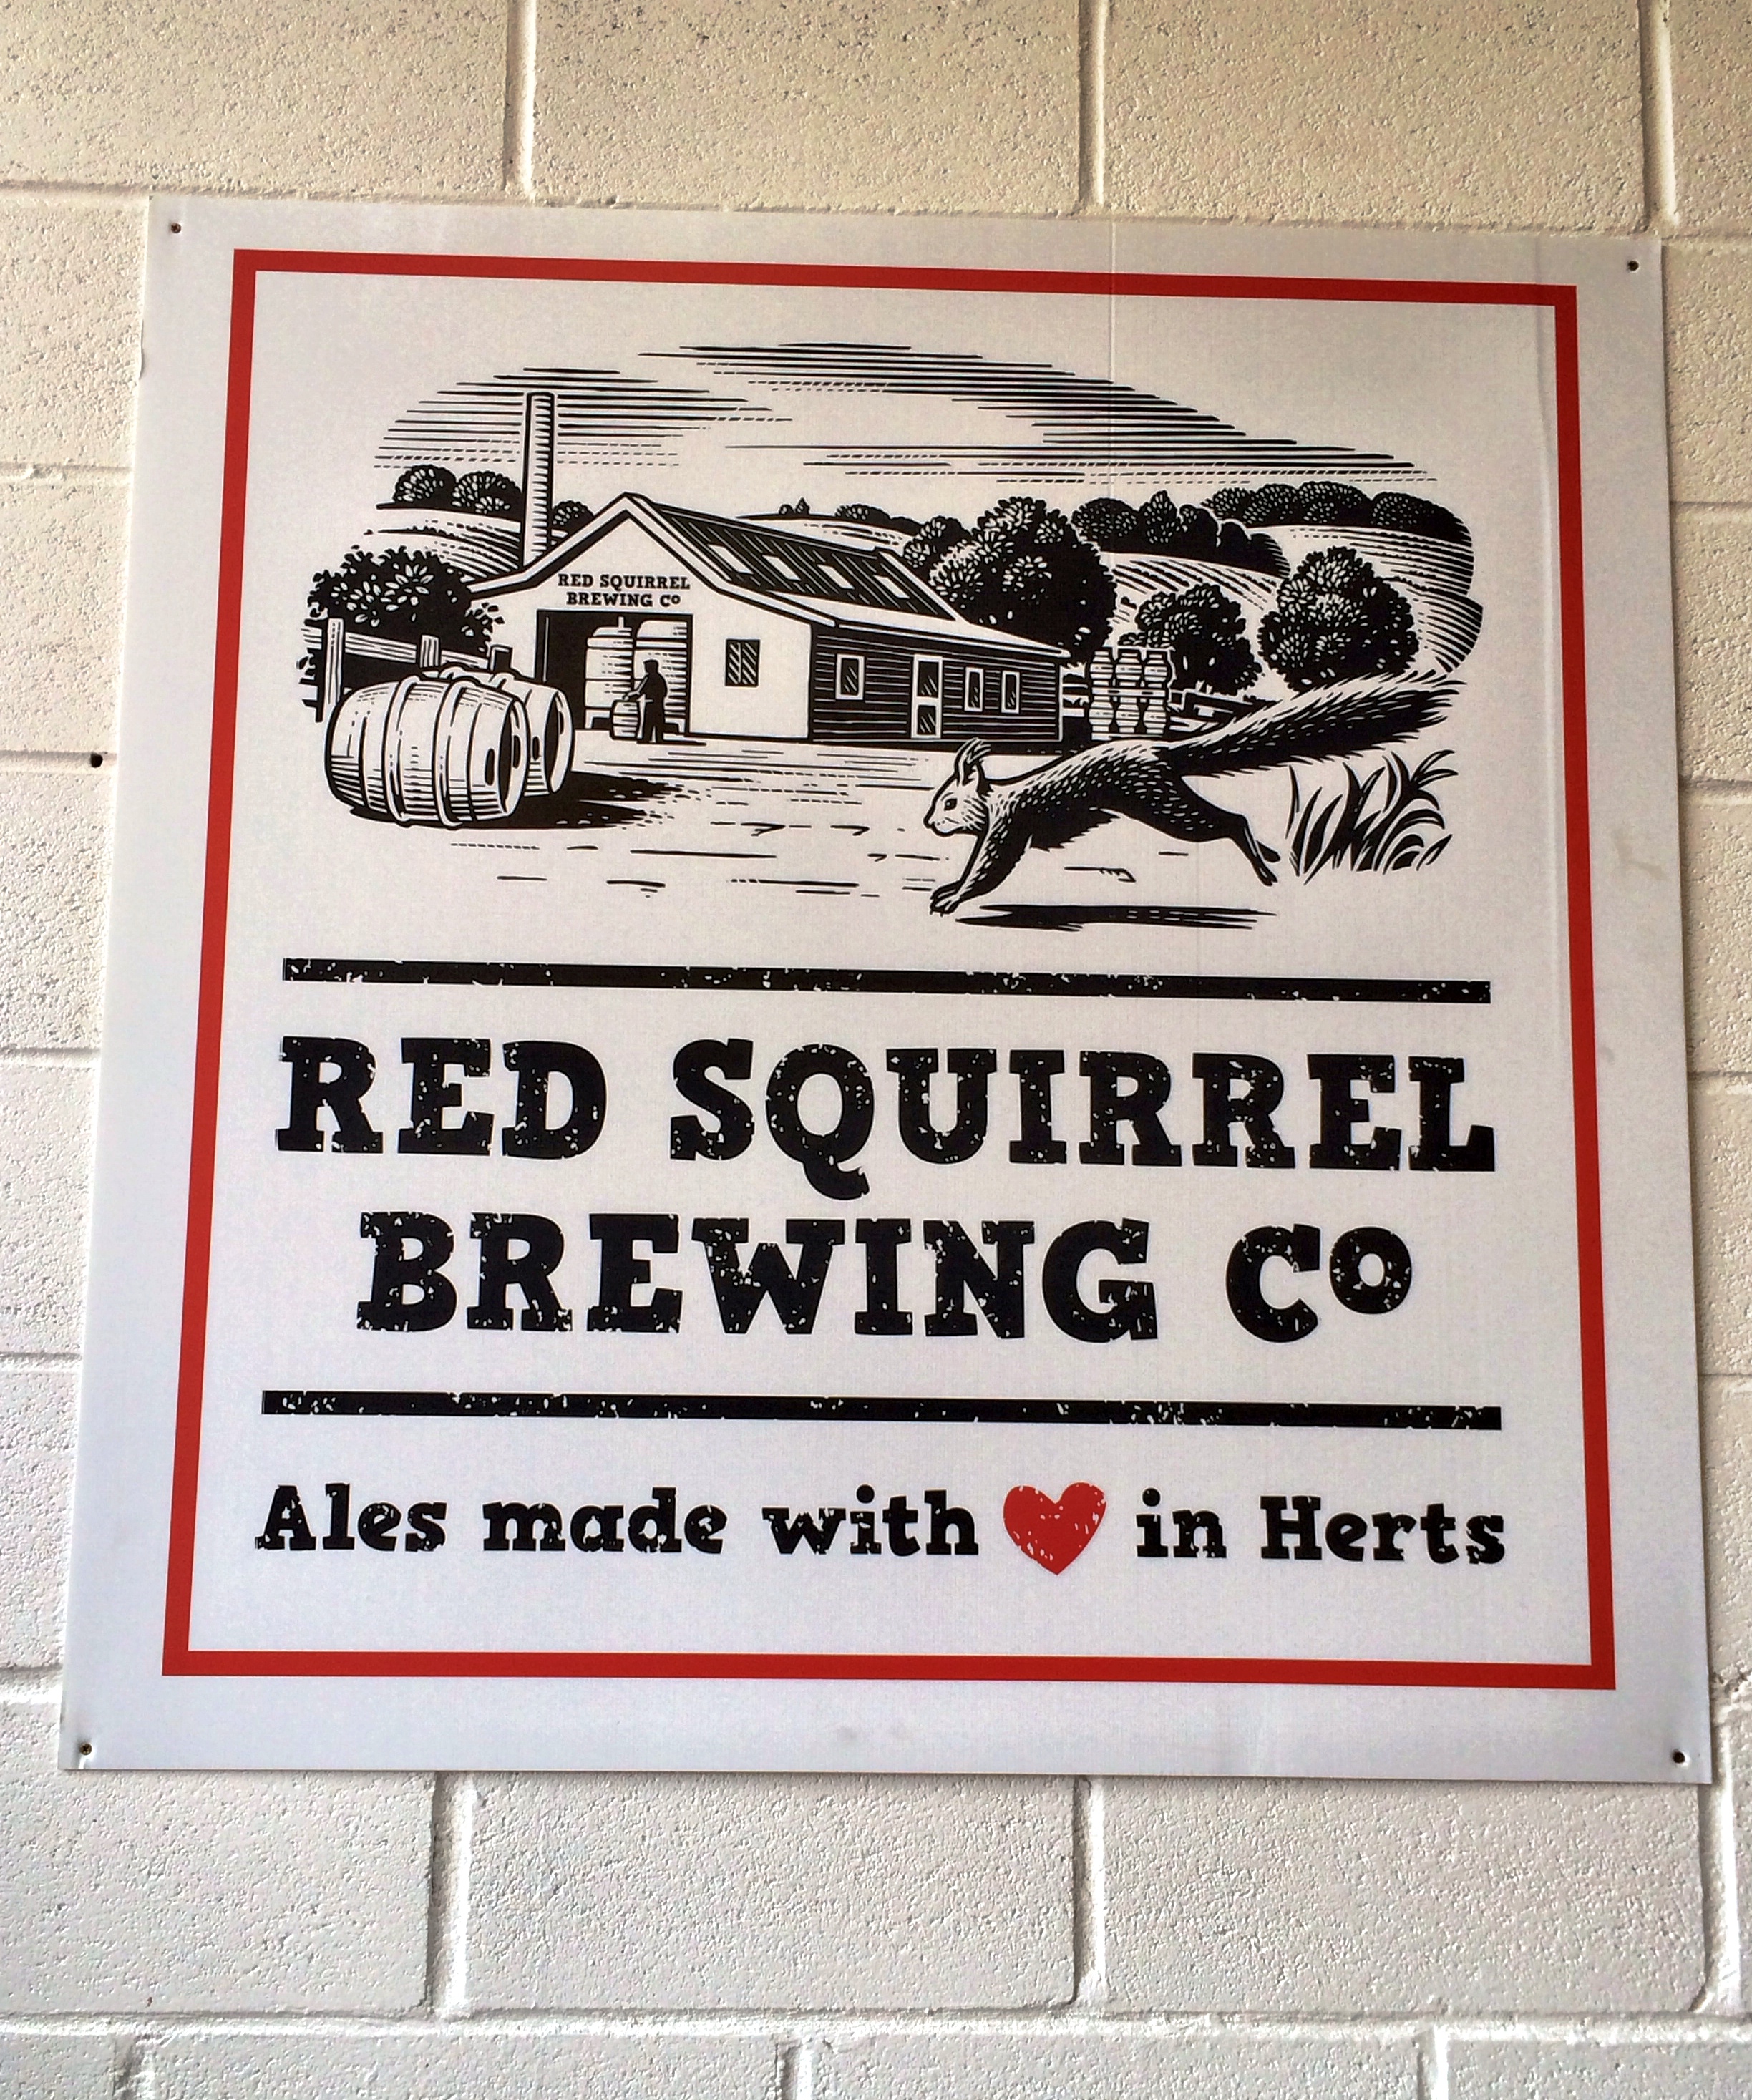 RED SQUIRREL
BREWING Co
RED SQUIRREL
BREWING Co
Ales made with ❤ in Herts